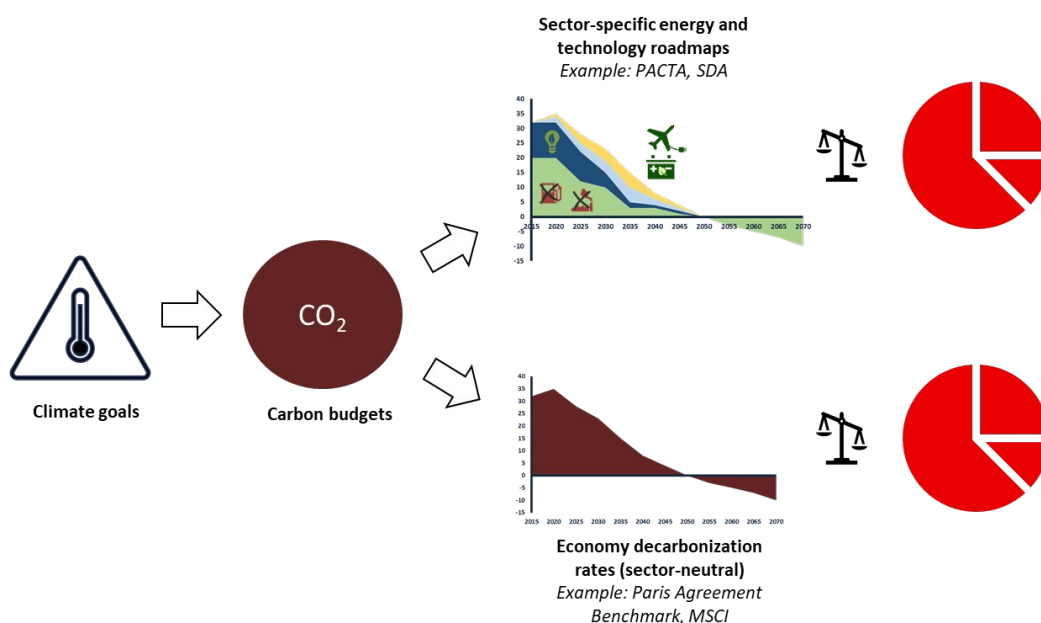 Sector-specific energy and
technology roadmaps
Example: PACTA, SDA
40
35
30
25
20
15
10
5
0
-5
-10
-15
2015 2020 2025 2030 2035 2040 2045 2050 2055 2060 2065 2070
CO₂
Climate goals
Carbon budgets
40
35
30
25
20
15
10
5
0
-5
-10
-15
2015 2020 2025 2030 2035 2040 2045 2050 2055 2060 2065 2070
Economy decarbonization
rates (sector-neutral)
Example: Paris Agreement
Benchmark, MSCI